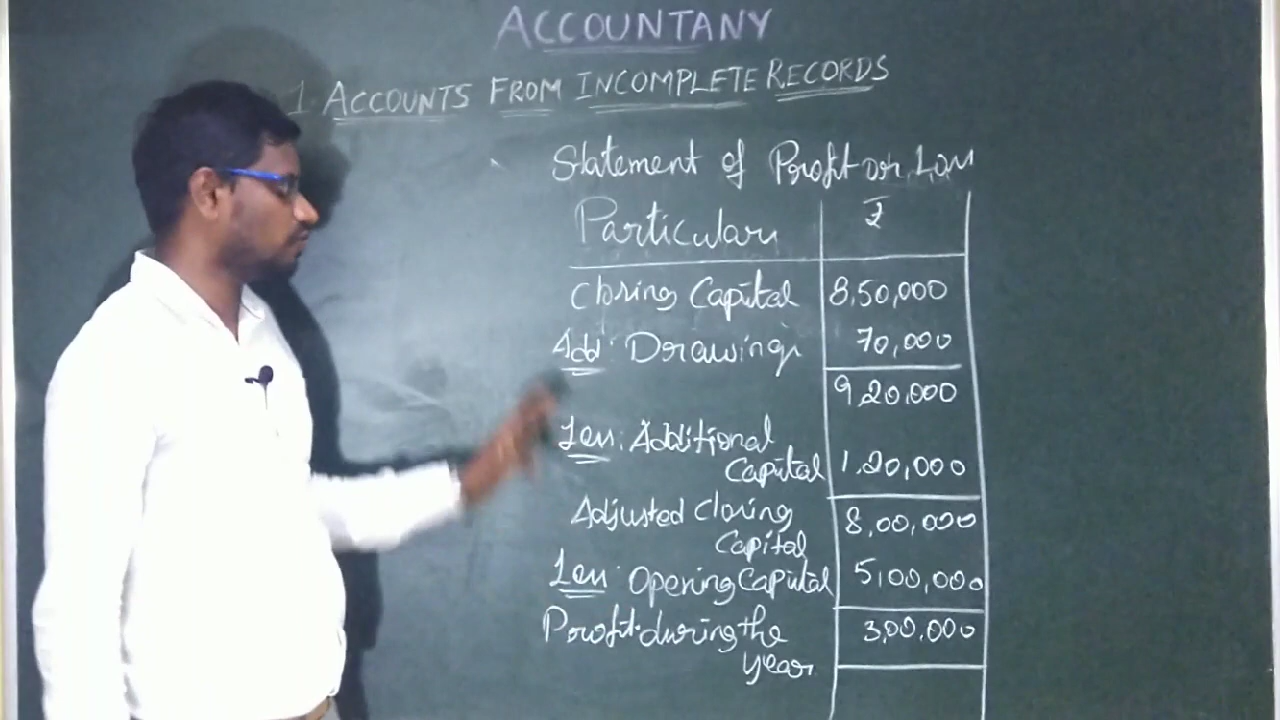 ACCOUNTANY
1 ACCOUNTS FROM INCOMPLETE RECORDS
Statement of Profit or Loss
Particulars ₹
Closing Capital 8,50,000
Add: Drawings 70,000
9,20,000
Less: Additional
Capital 1,20,000
Adjusted closing
Capital 8,00,000
Less: Opening Capital 5,00,000
Profit during the 3,00,000
year